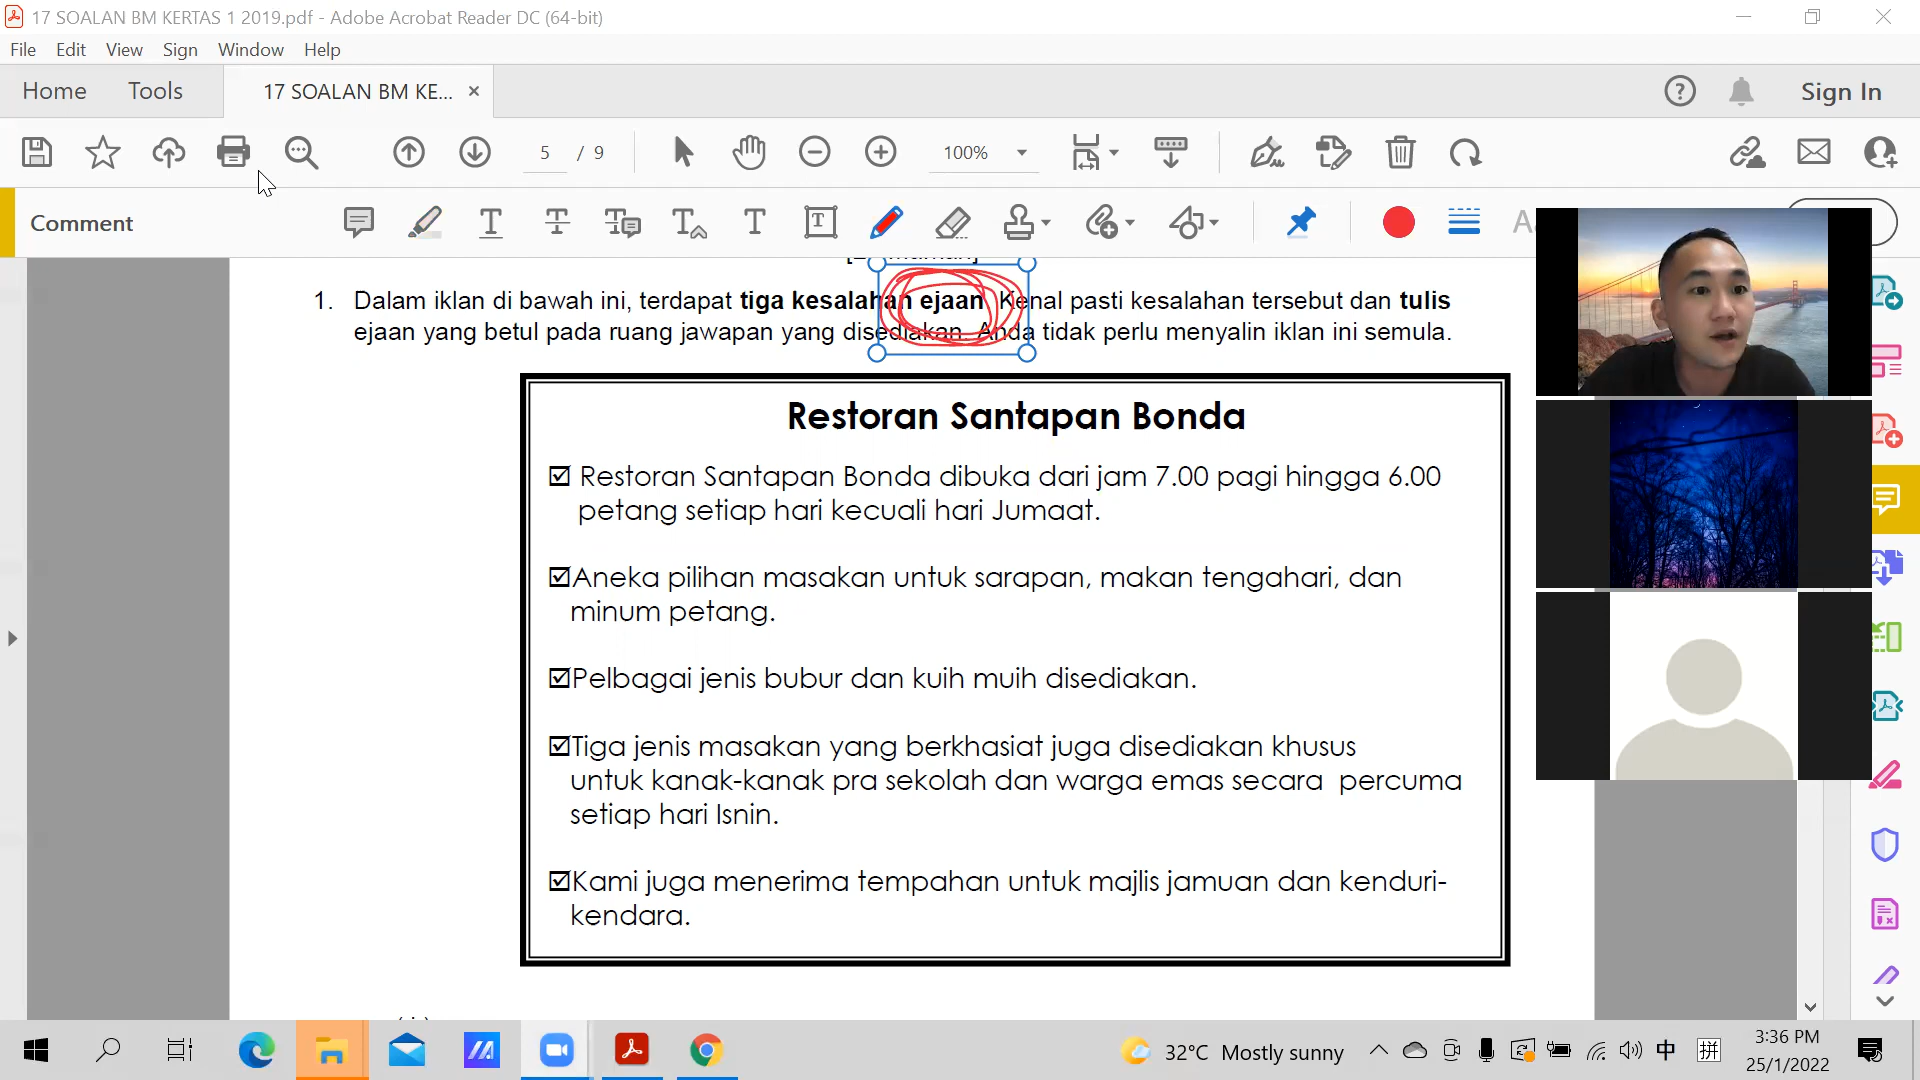 17 SOALAN BM KERTAS 1 2019.pdf - Adobe Acrobat Reader DC (64-bit)
File Edit View Sign Window Help
Home Tools 17 SOALAN BM KE... Sign In
5 / 9 100%
Comment
1. Dalam iklan di bawah ini, terdapat tiga kesalahan ejaan. Kenal pasti kesalahan tersebut dan tulis
ejaan yang betul pada ruang jawapan yang disediakan. Anda tidak perlu menyalin iklan ini semula.
Restoran Santapan Bonda
Restoran Santapan Bonda dibuka dari jam 7.00 pagi hingga 6.00
petang setiap hari kecuali hari Jumaat.
Aneka pilihan masakan untuk sarapan, makan tengahari, dan
minum petang.
Pelbagai jenis bubur dan kuih muih disediakan.
Tiga jenis masakan yang berkhasiat juga disediakan khusus
untuk kanak-kanak pra sekolah dan warga emas secara percuma
setiap hari Isnin.
Kami juga menerima tempahan untuk majlis jamuan dan kenduri-
kendara.
32°C Mostly sunny 中 拼 3:36 PM
25/1/2022